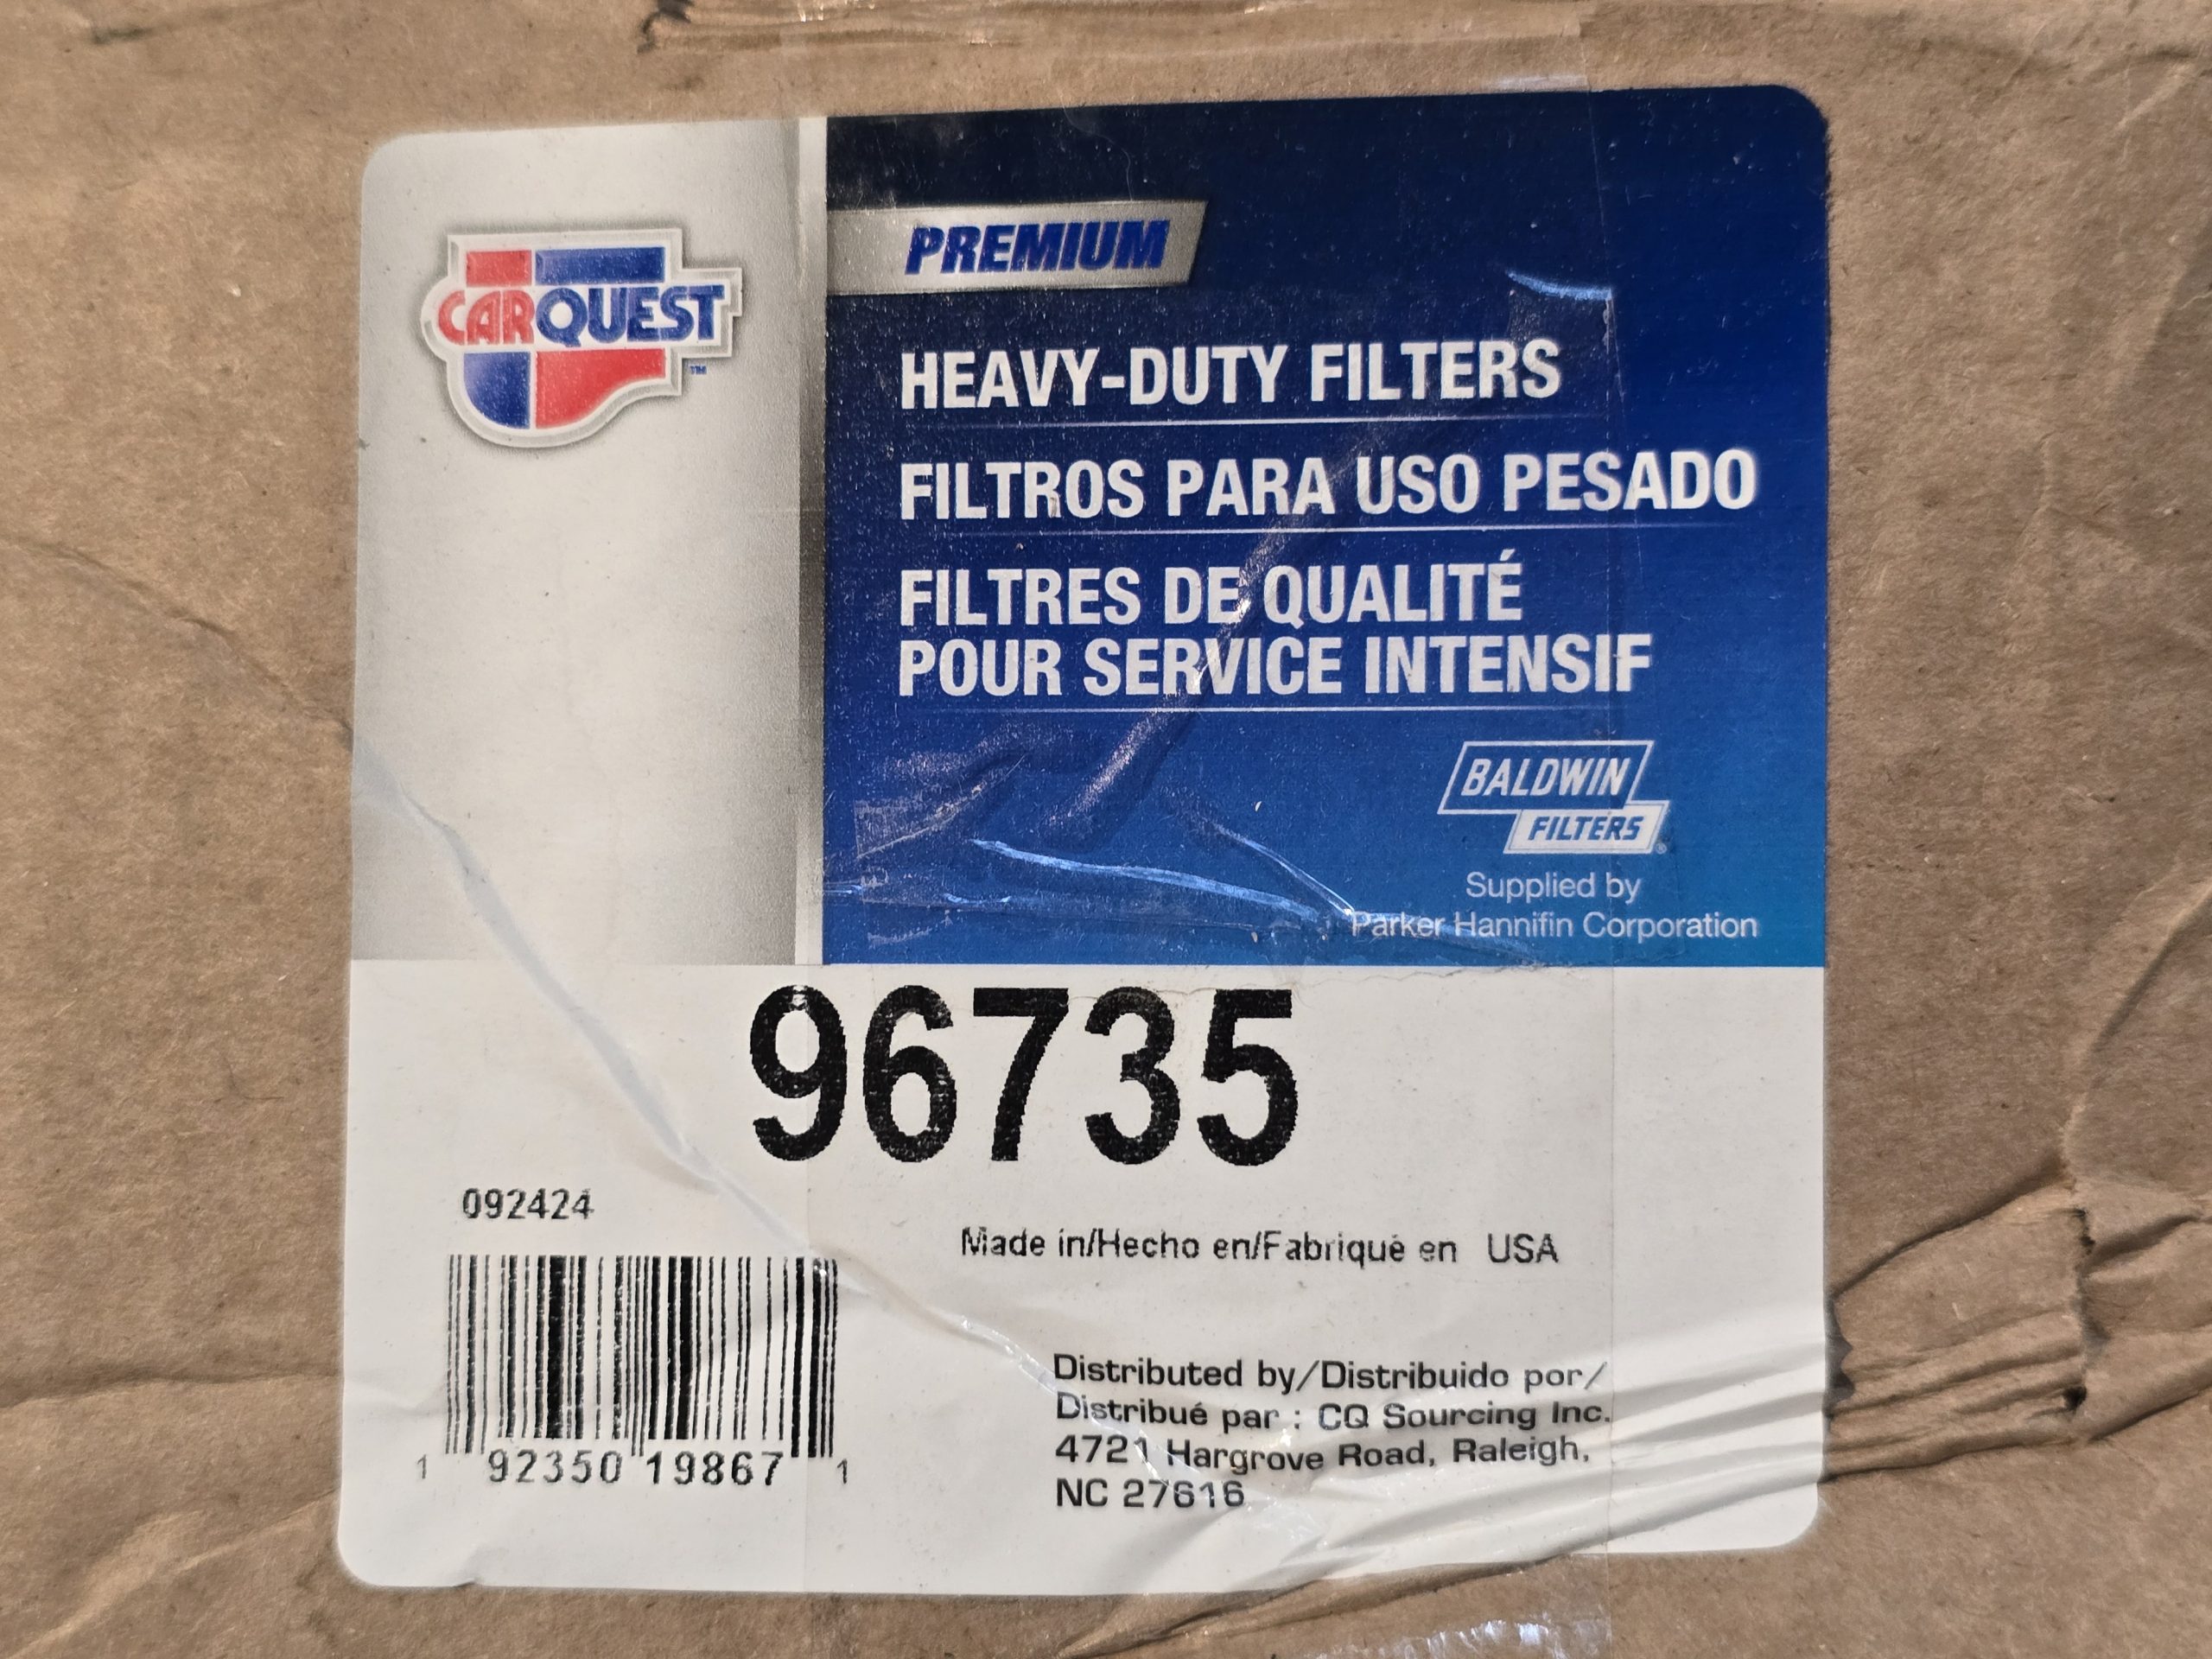 CARQUEST
TM
PREMIUM
HEAVY-DUTY FILTERS
FILTROS PARA USO PESADO
FILTRES DE QUALITÉ
POUR SERVICE INTENSIF
BALDWIN
FILTERS®
Supplied by
Parker Hannifin Corporation
96735
092424
Made in/Hecho en/Fabriqué en USA
1 92350 19867 1
Distributed by/Distribuido por/
Distribué par : CQ Sourcing Inc.
4721 Hargrove Road, Raleigh,
NC 27616